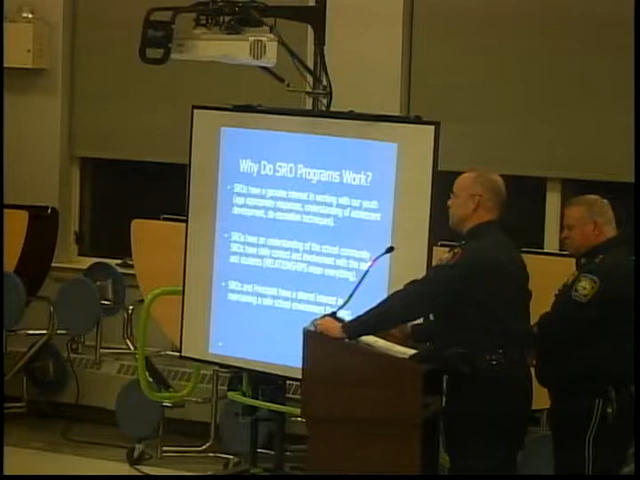 Why Do SRO Programs Work?
SROs have a genuine interest in working with our youth
(age appropriate responses, understanding of adolescent
development, de-escalation techniques).
SROs have an understanding of the school community.
SROs have daily contact and involvement with the
and students (RELATIONSHIPS mean everything).
SROs and Principals have a shared interest in
maintaining a safe school environment